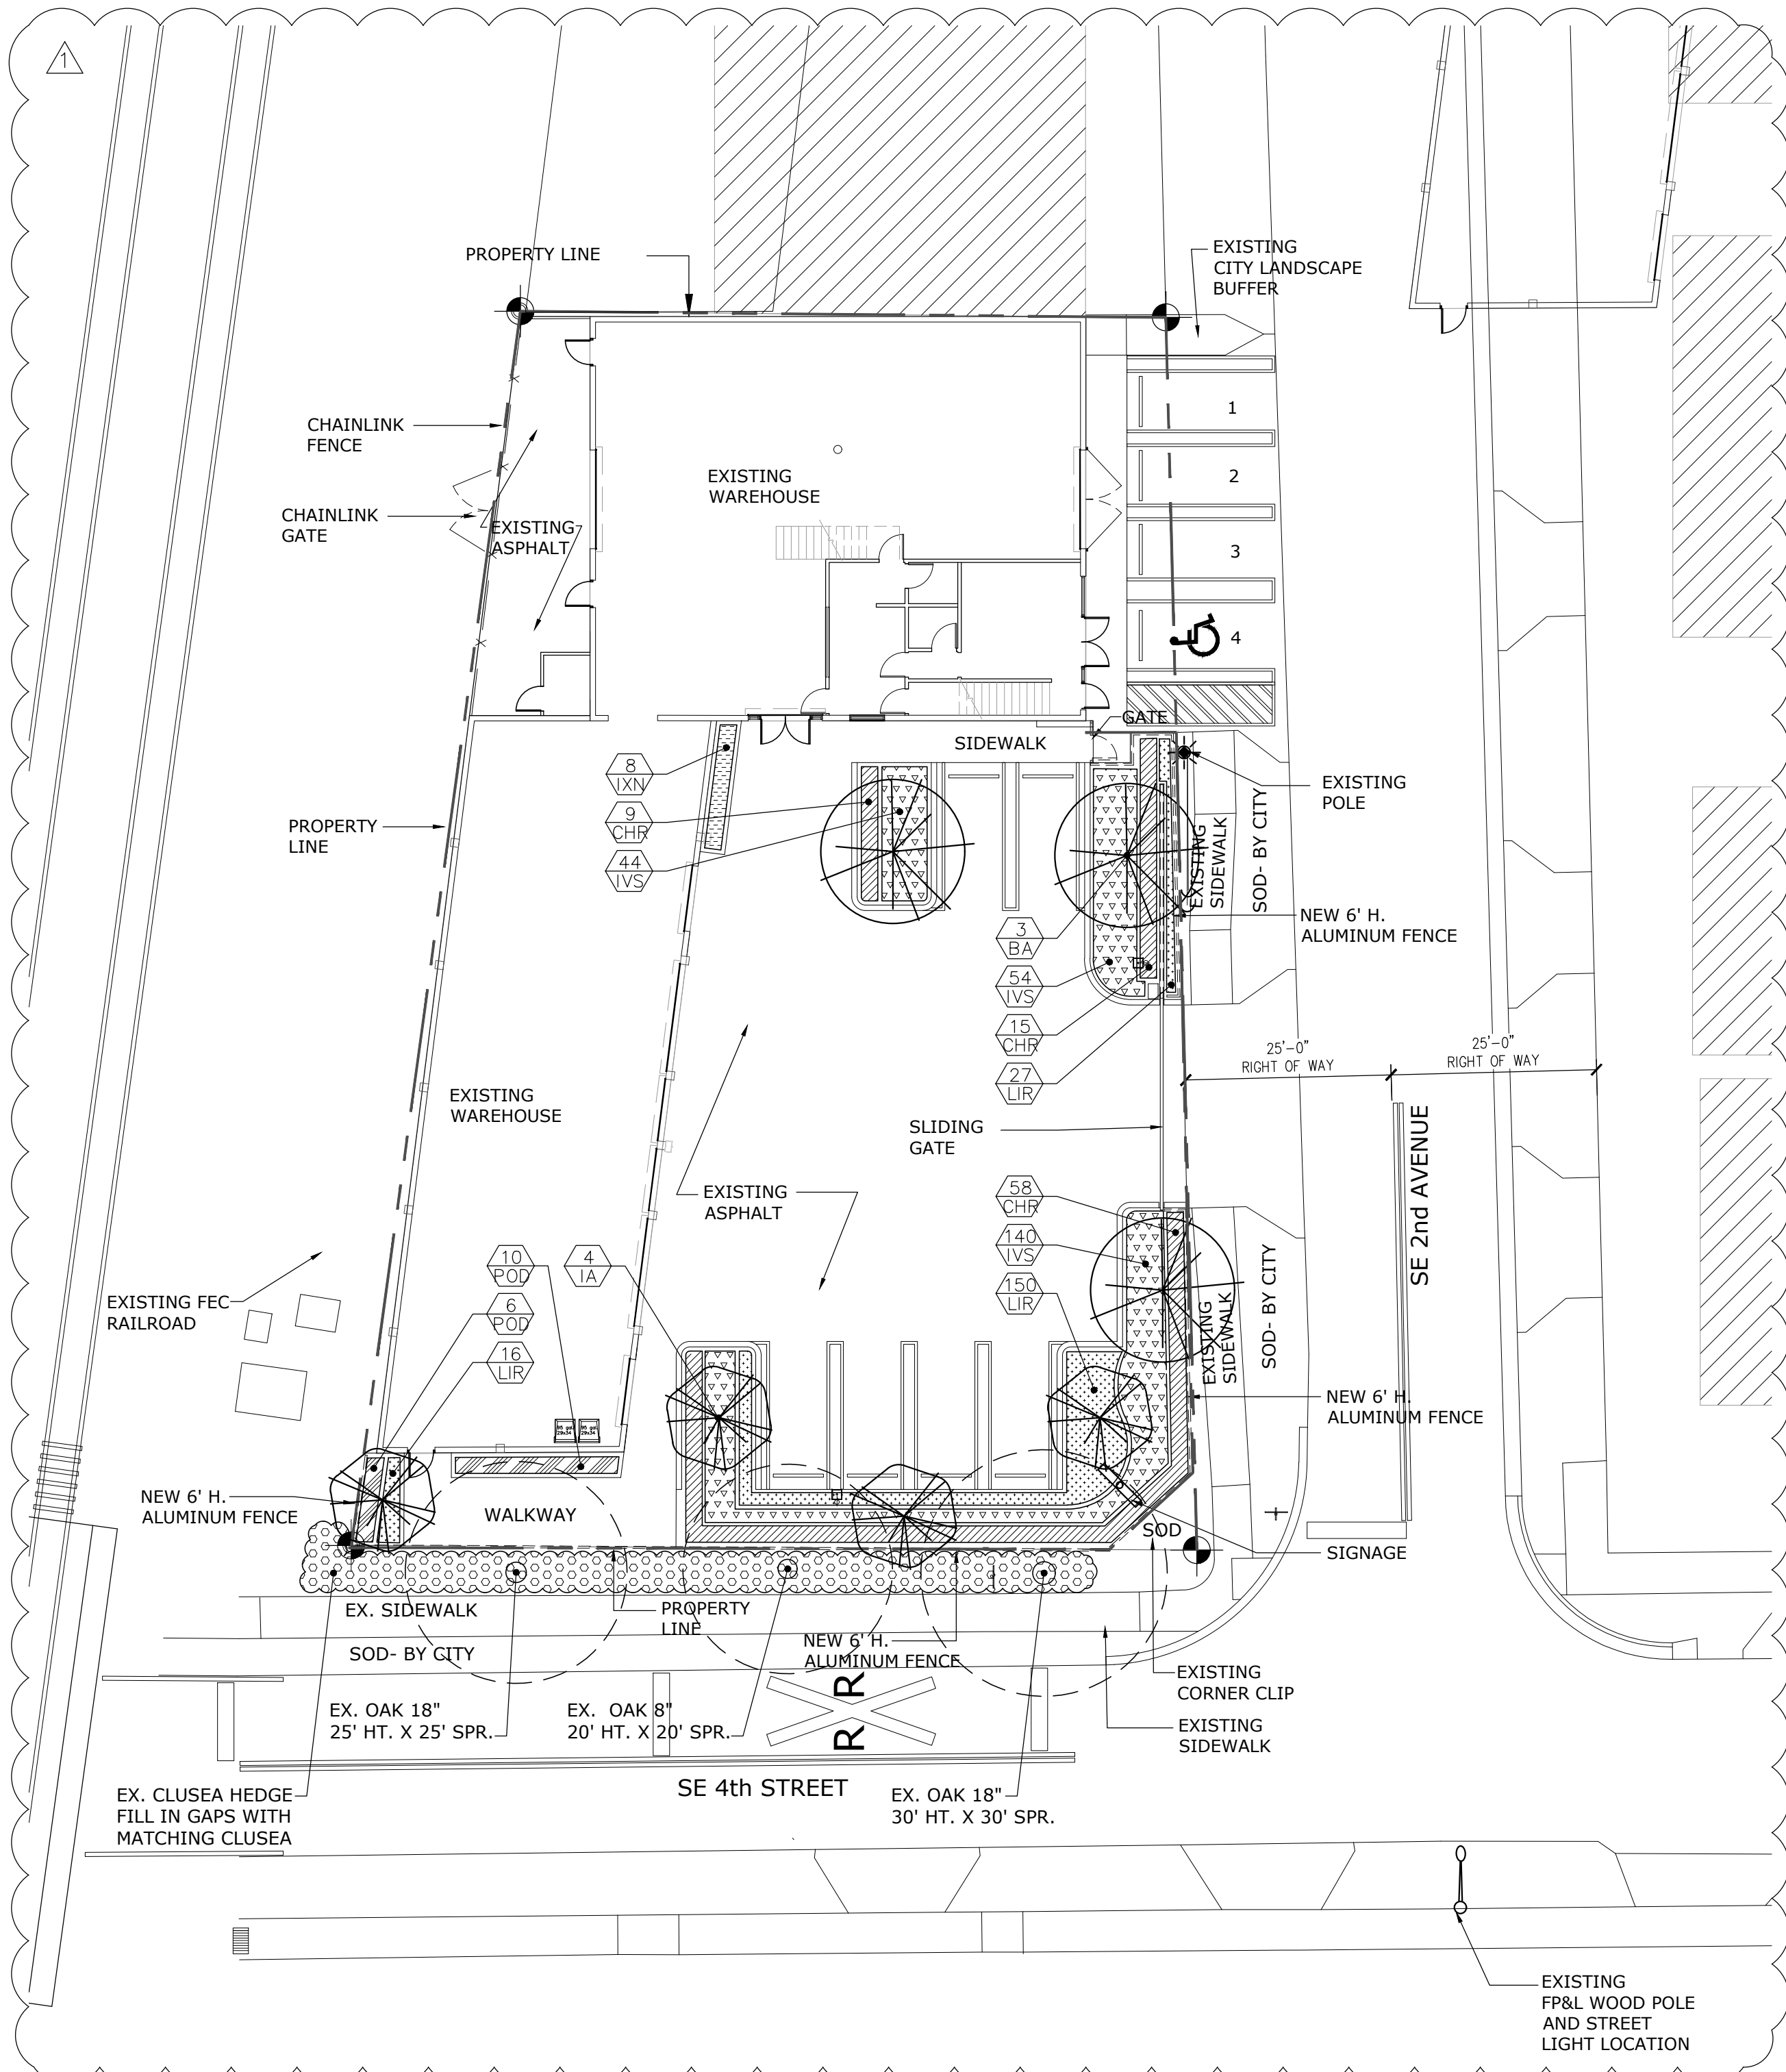 1
PROPERTY LINE
EXISTING
CITY LANDSCAPE
BUFFER
CHAINLINK
FENCE
1
EXISTING
WAREHOUSE
2
CHAINLINK
GATE
EXISTING
ASPHALT
3
4
GATE
SIDEWALK
8
IXN
9
CHR
44
IVS
EXISTING
POLE
PROPERTY
LINE
EXISTING
SIDEWALK
SOD- BY CITY
NEW 6' H.
ALUMINUM FENCE
3
BA
54
IVS
15
CHR
27
LIR
25'-0"
RIGHT OF WAY
25'-0"
RIGHT OF WAY
EXISTING
WAREHOUSE
SLIDING
GATE
SE 2nd AVENUE
EXISTING
ASPHALT
58
CHR
140
IVS
150
LIR
10
POD
4
IA
6
POD
16
LIR
EXISTING FEC
RAILROAD
EXISTING
SIDEWALK
SOD- BY CITY
NEW 6' H.
ALUMINUM FENCE
95 gal
29x34
95 gal
29x34
NEW 6' H.
ALUMINUM FENCE
WALKWAY
SOD
SIGNAGE
EX. SIDEWALK
PROPERTY
LINE
SOD- BY CITY
NEW 6' H.
ALUMINUM FENCE
EXISTING
CORNER CLIP
EX. OAK 18"
25' HT. X 25' SPR.
EX. OAK 8"
20' HT. X 20' SPR.
R
R
EXISTING
SIDEWALK
SE 4th STREET
EX. CLUSEA HEDGE
FILL IN GAPS WITH
MATCHING CLUSEA
EX. OAK 18"
30' HT. X 30' SPR.
EXISTING
FP&L WOOD POLE
AND STREET
LIGHT LOCATION